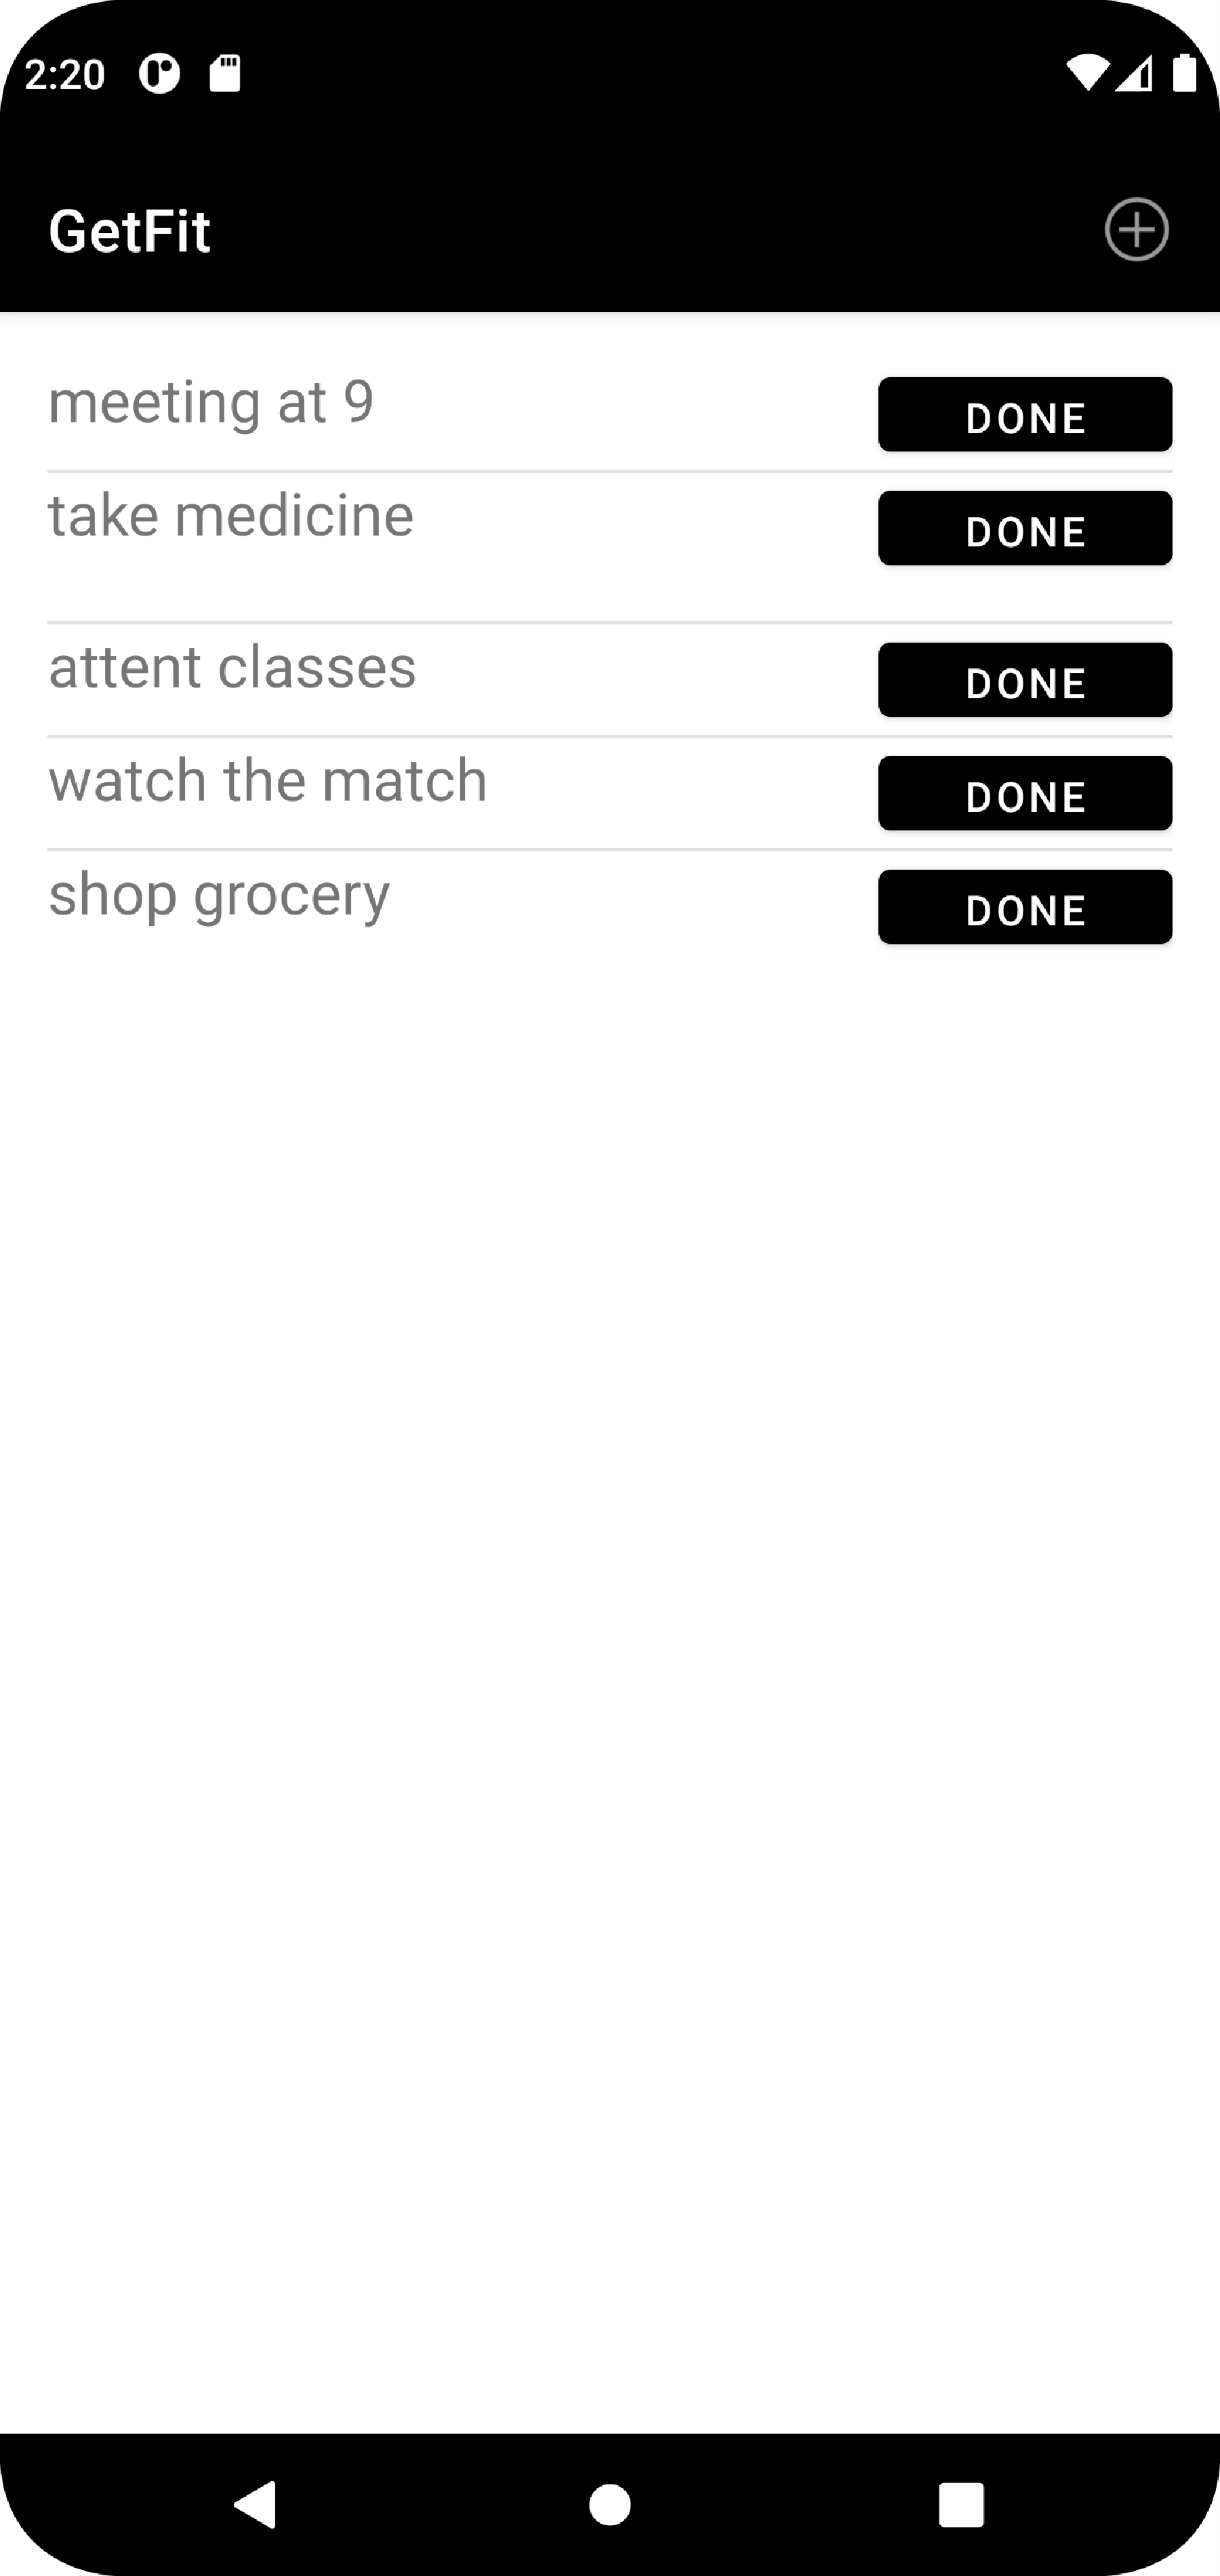 2:20
GetFit
meeting at 9
DONE
take medicine
DONE
attent classes
DONE
watch the match
DONE
shop grocery
DONE